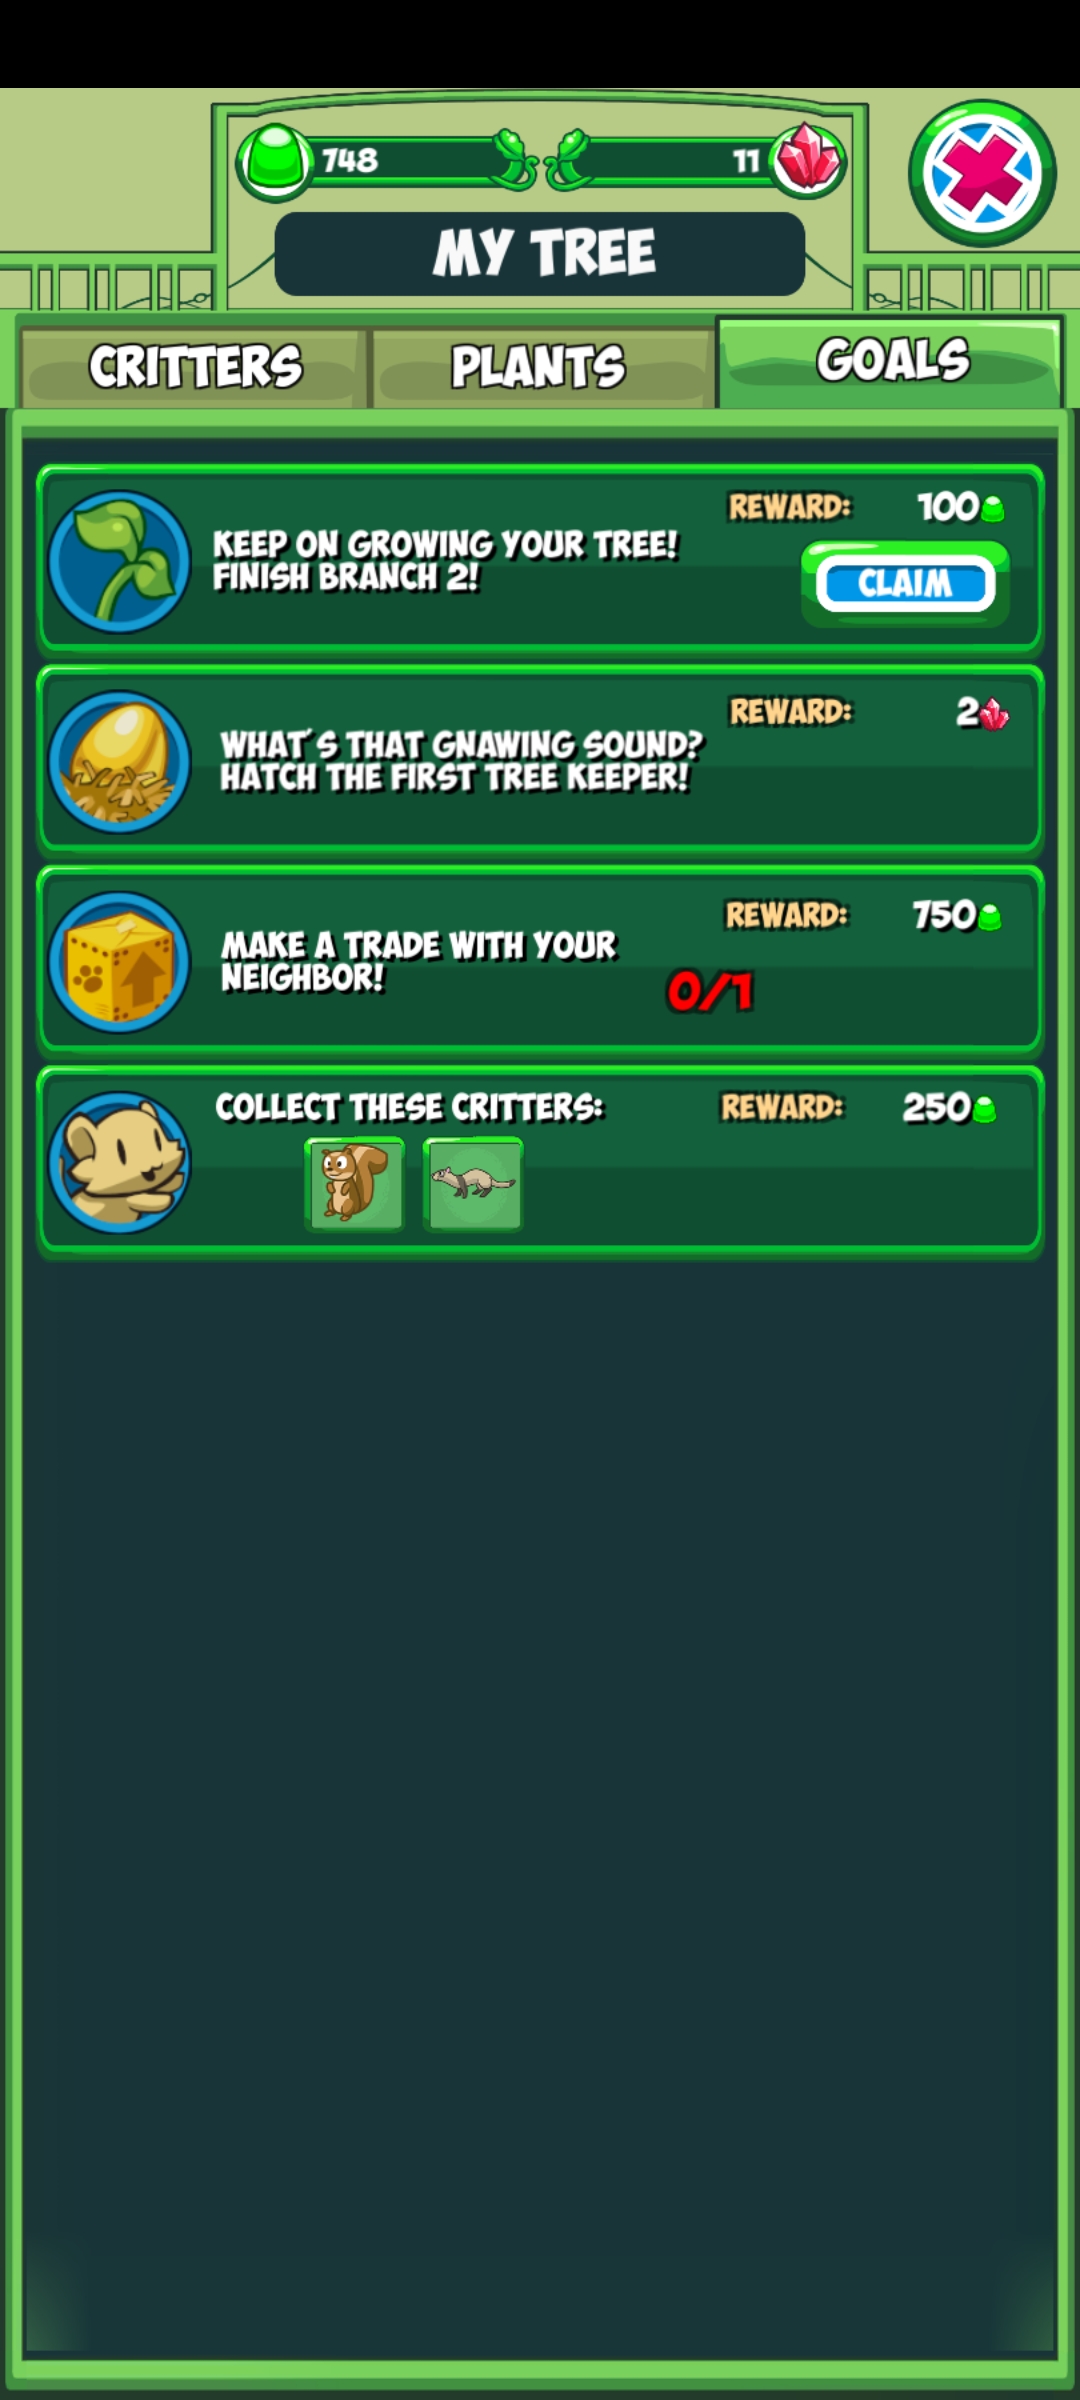 748
11
MY TREE
CRITTERS
PLANTS
GOALS
REWARD: 100
KEEP ON GROWING YOUR TREE!
FINISH BRANCH 2!
CLAIM
REWARD: 2
WHAT'S THAT GNAWING SOUND?
HATCH THE FIRST TREE KEEPER!
REWARD: 750
MAKE A TRADE WITH YOUR
NEIGHBOR!
0/1
COLLECT THESE CRITTERS:
REWARD: 250